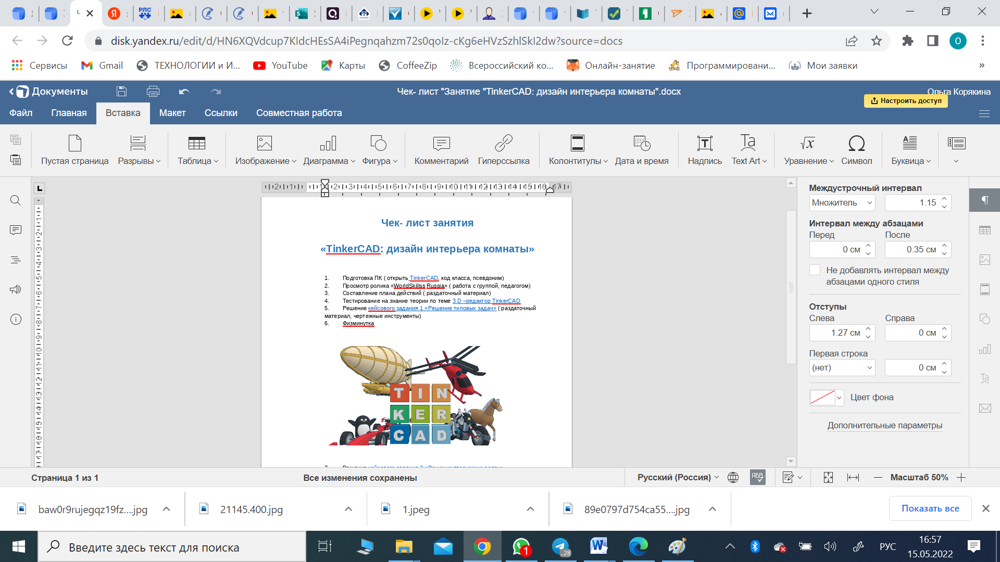 disk.yandex.ru/edit/d/HN6XQVdcup7KIdcHEsSA4iPegnqahzm72s0qoIz-cKg6eHVzSzhlSkI2dw?source=docs
О
Сервисы
Gmail
ТЕХНОЛОГИИ и И...
YouTube
Карты
CoffeeZip
Всероссийский ко...
Онлайн-занятие
Программировани...
Мои заявки
»
Документы
Чек- лист "Занятие "TinkerCAD: дизайн интерьера комнаты".docx
Ольга Корякина
Настроить доступ
Файл
Главная
Вставка
Макет
Ссылки
Совместная работа
Пустая страница
Разрывы
Таблица
Изображение
Диаграмма
Фигура
Комментарий
Гиперссылка
Колонтитулы
Дата и время
Надпись
Text Art
Уравнение
Символ
Буквица
Чек- лист занятия
«TinkerCAD: дизайн интерьера комнаты»
1. Подготовка ПК ( открыть TinkerCAD, код класса, псевдоним)
2. Просмотр ролика «WorldSkillss Russia» ( работа с группой, педагогом)
3. Составление плана действий ( раздаточный материал)
4. Тестирование на знание теории по теме 3 D –редактор TinkerCAD
5. Решение кейсового задания 1 «Решение типовых задач» ( раздаточный
материал, чертежные инструменты)
6. Физминутка
TIN
KER
CAD
Междустрочный интервал
Множитель
1.15
Интервал между абзацами
Перед
После
0 см
0.35 см
Не добавлять интервал между
абзацами одного стиля
Отступы
Слева
Справа
1.27 см
0 см
Первая строка
(нет)
0 см
Цвет фона
Дополнительные параметры
Страница 1 из 1
Все изменения сохранены
Русский (Россия)
Масштаб 50%
baw0r9rujegqz19fz....jpg
21145.400.jpg
1.jpeg
89e0797d754ca55....jpg
Показать все
Введите здесь текст для поиска
1
..28
РУС
16:57
15.05.2022